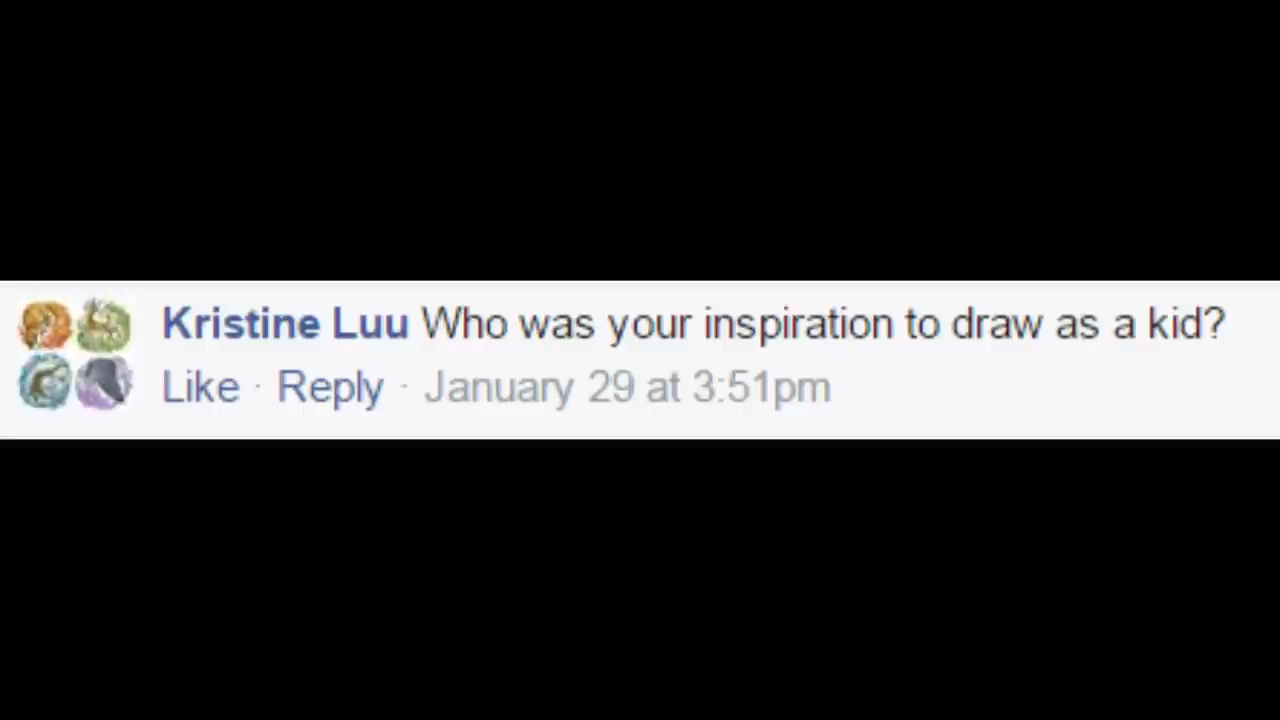 Kristine Luu Who was your inspiration to draw as a kid?
Like · Reply · January 29 at 3:51pm